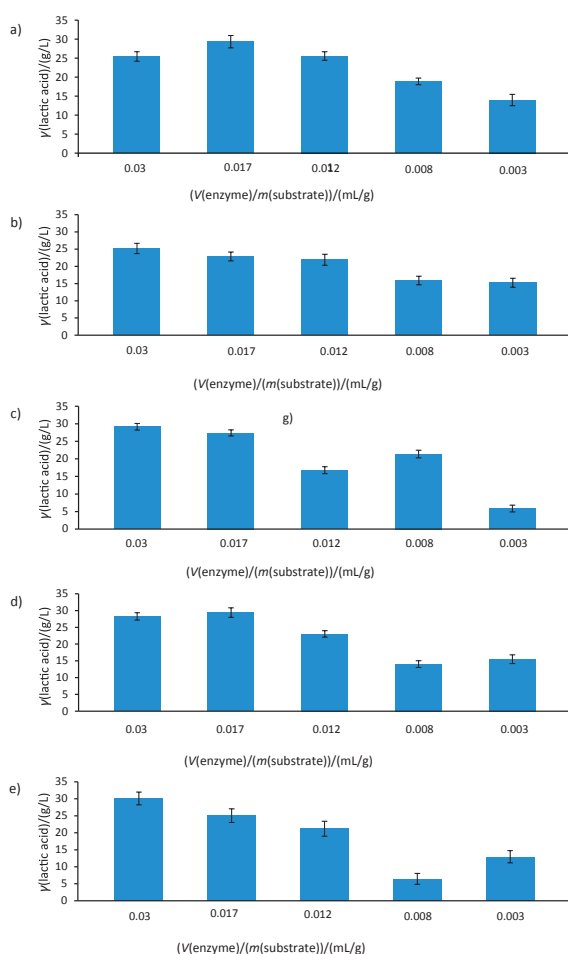 a)
γ(lactic acid)/(g/L)
35
30
25
20
15
10
5
0
0.03 0.017 0.012 0.008 0.003
(V(enzyme)/m(substrate))/(mL/g)
b)
γ(lactic acid)/(g/L)
35
30
25
20
15
10
5
0
0.03 0.017 0.012 0.008 0.003
(V(enzyme)/(m(substrate))/(mL/g)
c)
g)
γ(lactic acid)/(g/L)
35
30
25
20
15
10
5
0
0.03 0.017 0.012 0.008 0.003
(V(enzyme)/(m(substrate))/(mL/g)
d)
γ(lactic acid)/(g/L)
35
30
25
20
15
10
5
0
0.03 0.017 0.012 0.008 0.003
(V(enzyme)/(m(substrate))/(mL/g)
e)
γ(lactic acid)/(g/L)
35
30
25
20
15
10
5
0
0.03 0.017 0.012 0.008 0.003
(V(enzyme)/(m(substrate))/(mL/g)